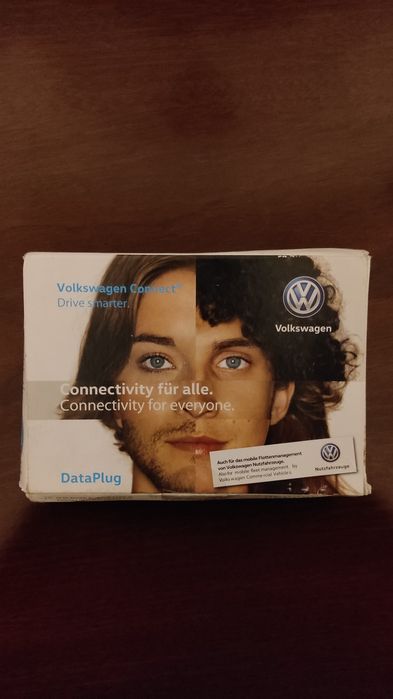 Volkswagen Connect®
Drive smarter.
Volkswagen
Connectivity für alle.
Connectivity for everyone.
DataPlug
Auch für das mobile Flottenmanagement
von Volkswagen Nutzfahrzeuge.
Also for mobile fleet management by
Volkswagen Commercial Vehicles.
Nutzfahrzeuge